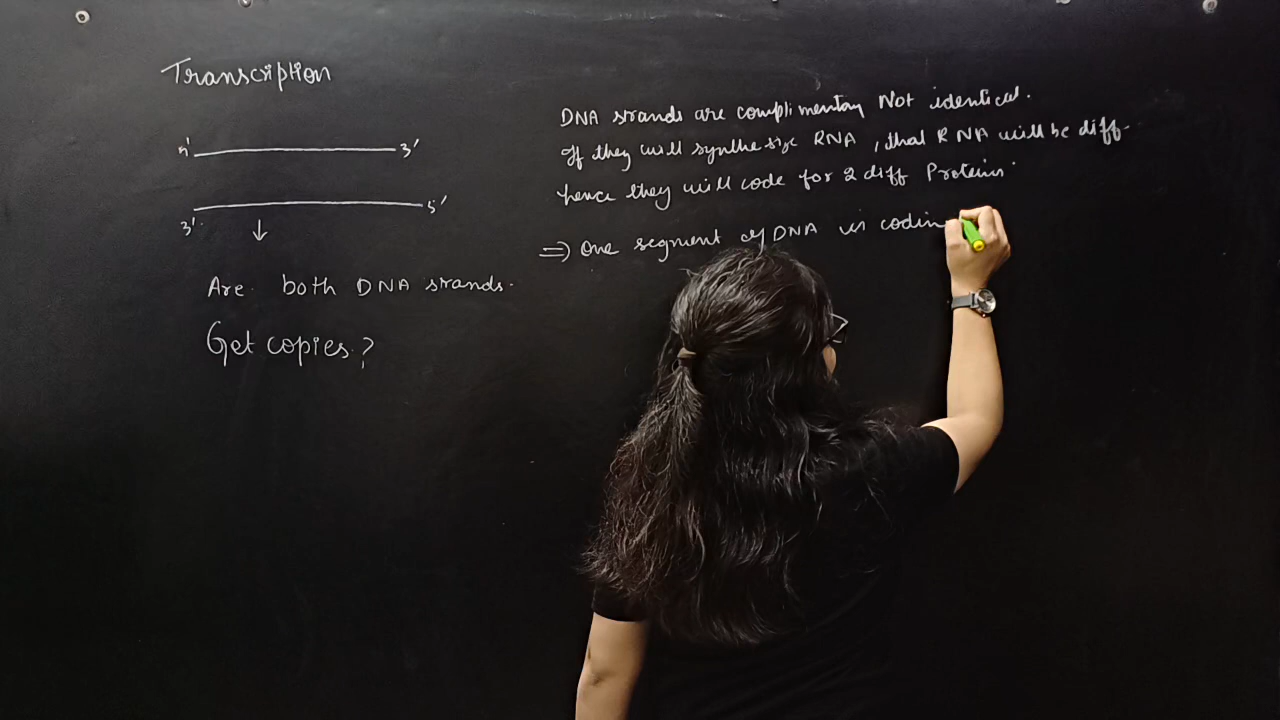 Transcription
5' 3'
3' 5'
↓
Are both DNA strands.
Get copies?
DNA strands are complimentary Not identical.
If they will synthesize RNA, that RNA will be diff.
hence they will code for 2 diff Proteins.
⇒ One segment of DNA is codin